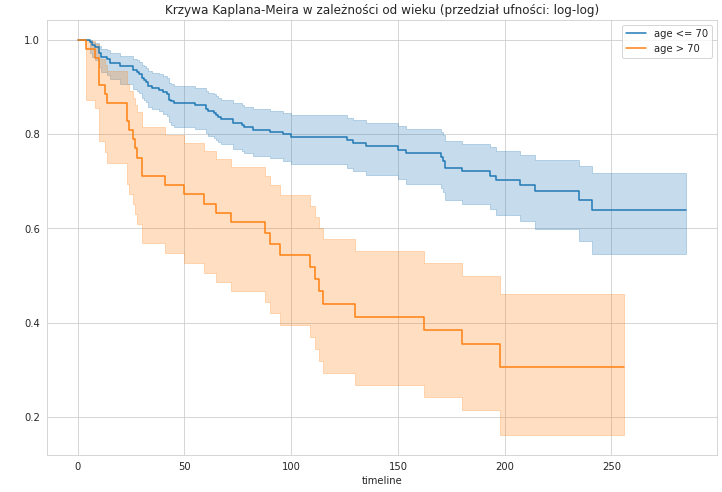 Krzywa Kaplana-Meira w zależności od wieku (przedział ufności: log-log)
age <= 70
age > 70
1.0
0.8
0.6
0.4
0.2
0 50 100 150 200 250
timeline